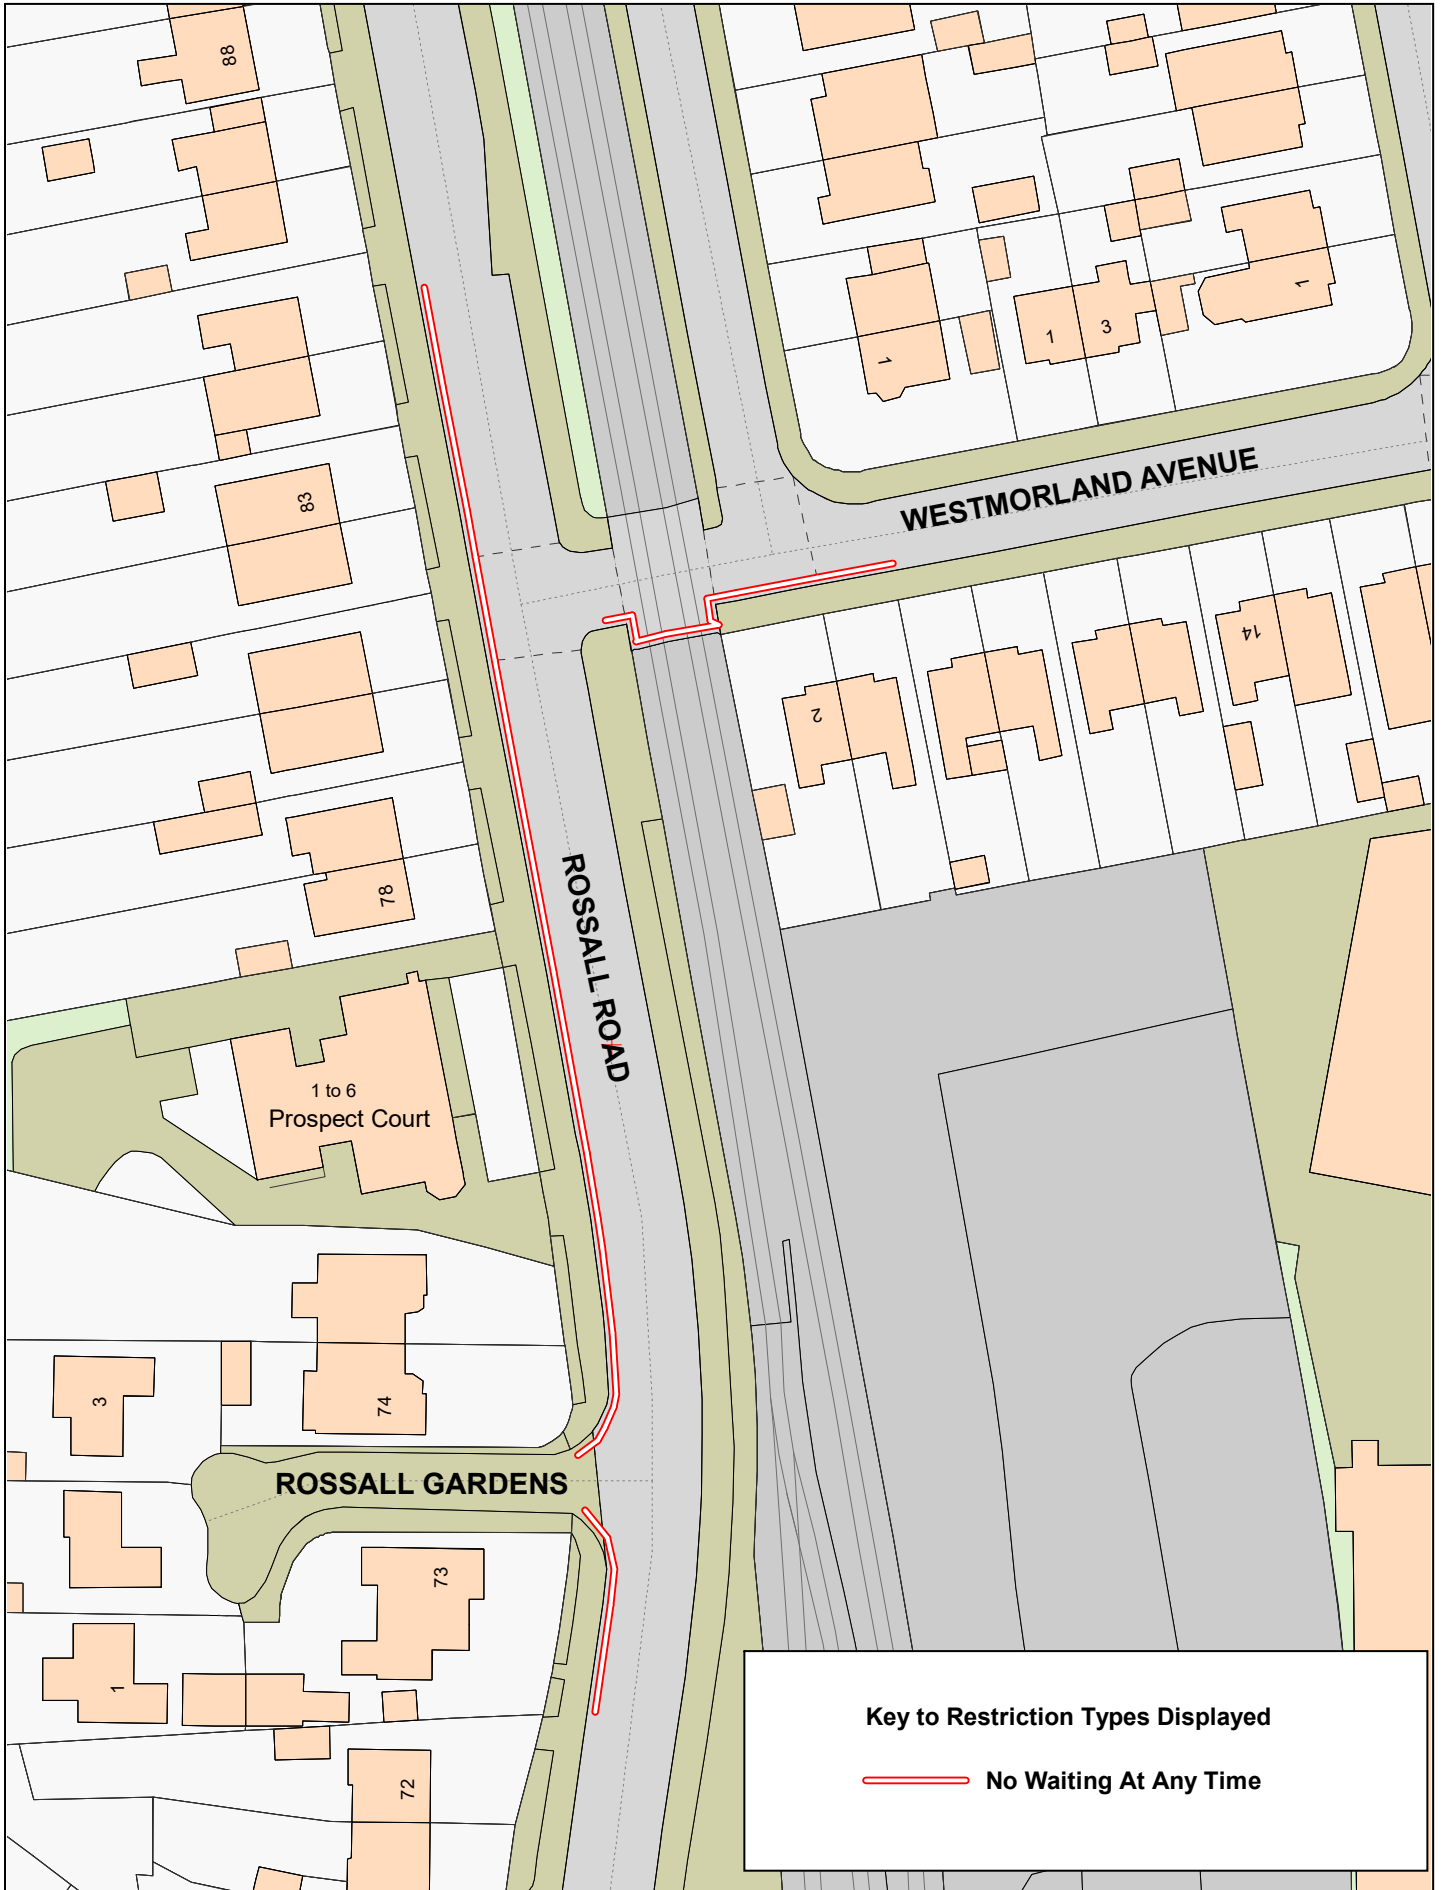 88
1
1
3
1
WESTMORLAND AVENUE
83
14
2
78
ROSSALL ROAD
1 to 6
Prospect Court
3
74
ROSSALL GARDENS
73
1
72
Key to Restriction Types Displayed
No Waiting At Any Time